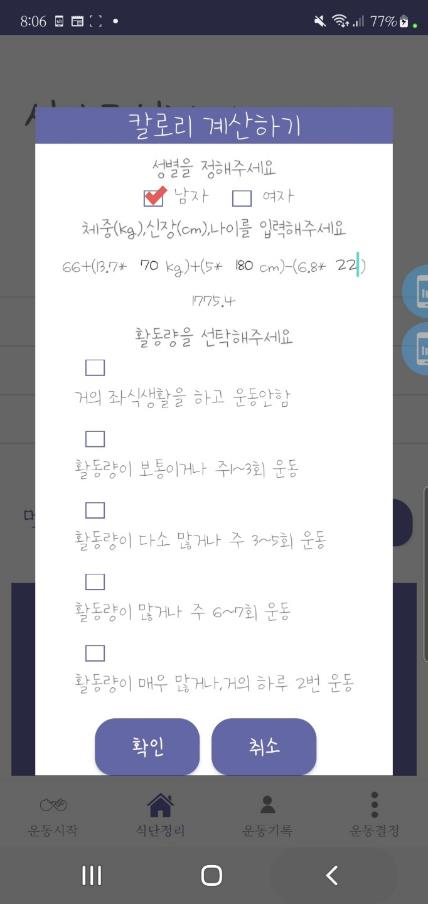 8:06 77%
칼로리 계산하기
성별을 정해주세요
남자 여자
체중(kg),신장(cm),나이를 입력해주세요
66+(13.7* 70 kg)+(5* 180 cm)-(6.8* 22)
1775.4
활동량을 선탁해주세요
거의 좌식생활을 하고 운동안함
활동량이 보통이거나 주1~3회 운동
활동량이 다소 많거나 주 3~5회 운동
활동량이 많거나 주 6~7회 운동
활동량이 매우 많거나,거의 하루 2번 운동
확인 취소
운동시작 식단정리 운동기록 운동결정